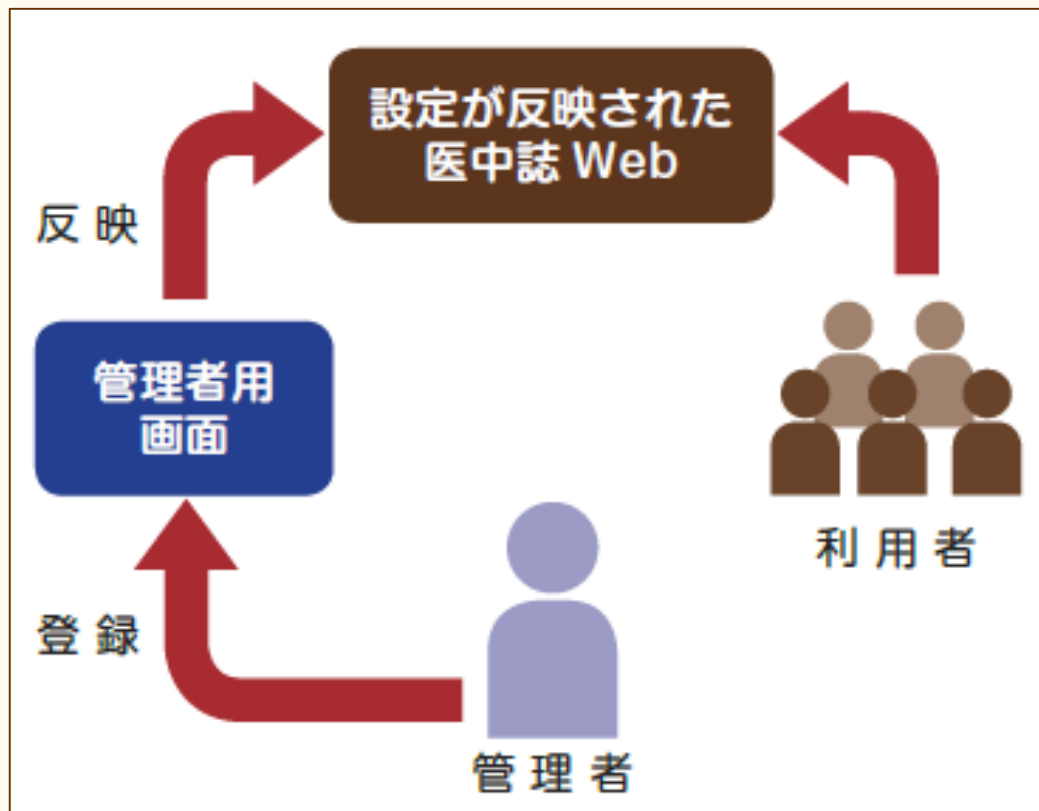 設定が反映された
医中誌 Web
反映
管理者用
画面
利用者
登録
管理者